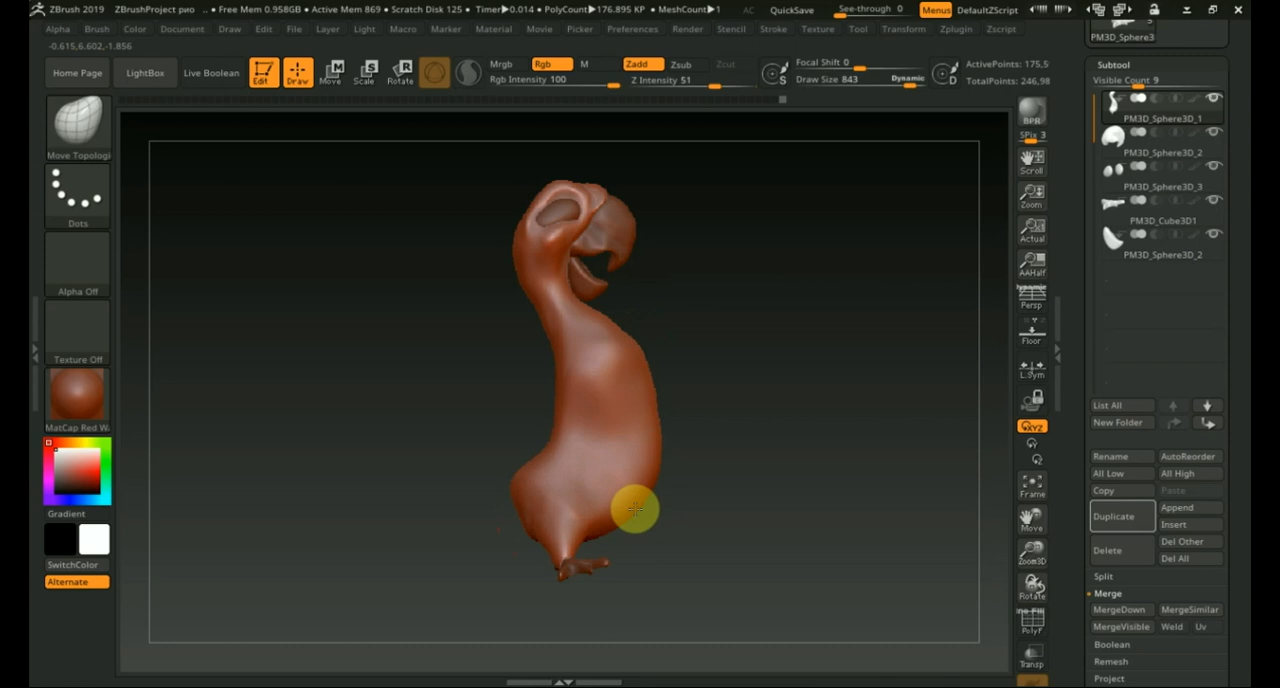 ZBrush 2019 ZBrushProject рио .. • Free Mem 0.958GB • Active Mem 869 • Scratch Disk 125 • Timer▶0.014 • PolyCount▶176.895 KP • MeshCount▶1 AC QuickSave See-through 0 Menus DefaultZScript
Alpha Brush Color Document Draw Edit File Layer Light Macro Marker Material Movie Picker Preferences Render Stencil Stroke Texture Tool Transform Zplugin Zscript
-0.615,6.602,-1.856
Home Page LightBox Live Boolean Edit Draw Move Scale Rotate
Mrgb Rgb M Zadd Zsub Zcut
Rgb Intensity 100 Z Intensity 51
Focal Shift 0
Draw Size 843 Dynamic
S
D
ActivePoints: 175,5
TotalPoints: 246,98
Move Topologi
Dots
Alpha Off
Texture Off
MatCap Red Wa
Gradient
SwitchColor
Alternate
BPR
SPix 3
Scroll
Zoom
Actual
AAHalf
Dynamic
Persp
Floor
L.Sym
XYZ
Frame
Move
Zoom3D
Rotate
PolyF
Transp
5
PM3D_Sphere3
Subtool
Visible Count 9
PM3D_Sphere3D_1
PM3D_Sphere3D_2
PM3D_Sphere3D_3
PM3D_Cube3D1
PM3D_Sphere3D_2
List All
New Folder
Rename AutoReorder
All Low All High
Copy Paste
Duplicate Append
Insert
Delete Del Other
Del All
Split
Merge
MergeDown MergeSimilar
MergeVisible Weld Uv
Boolean
Remesh
Project